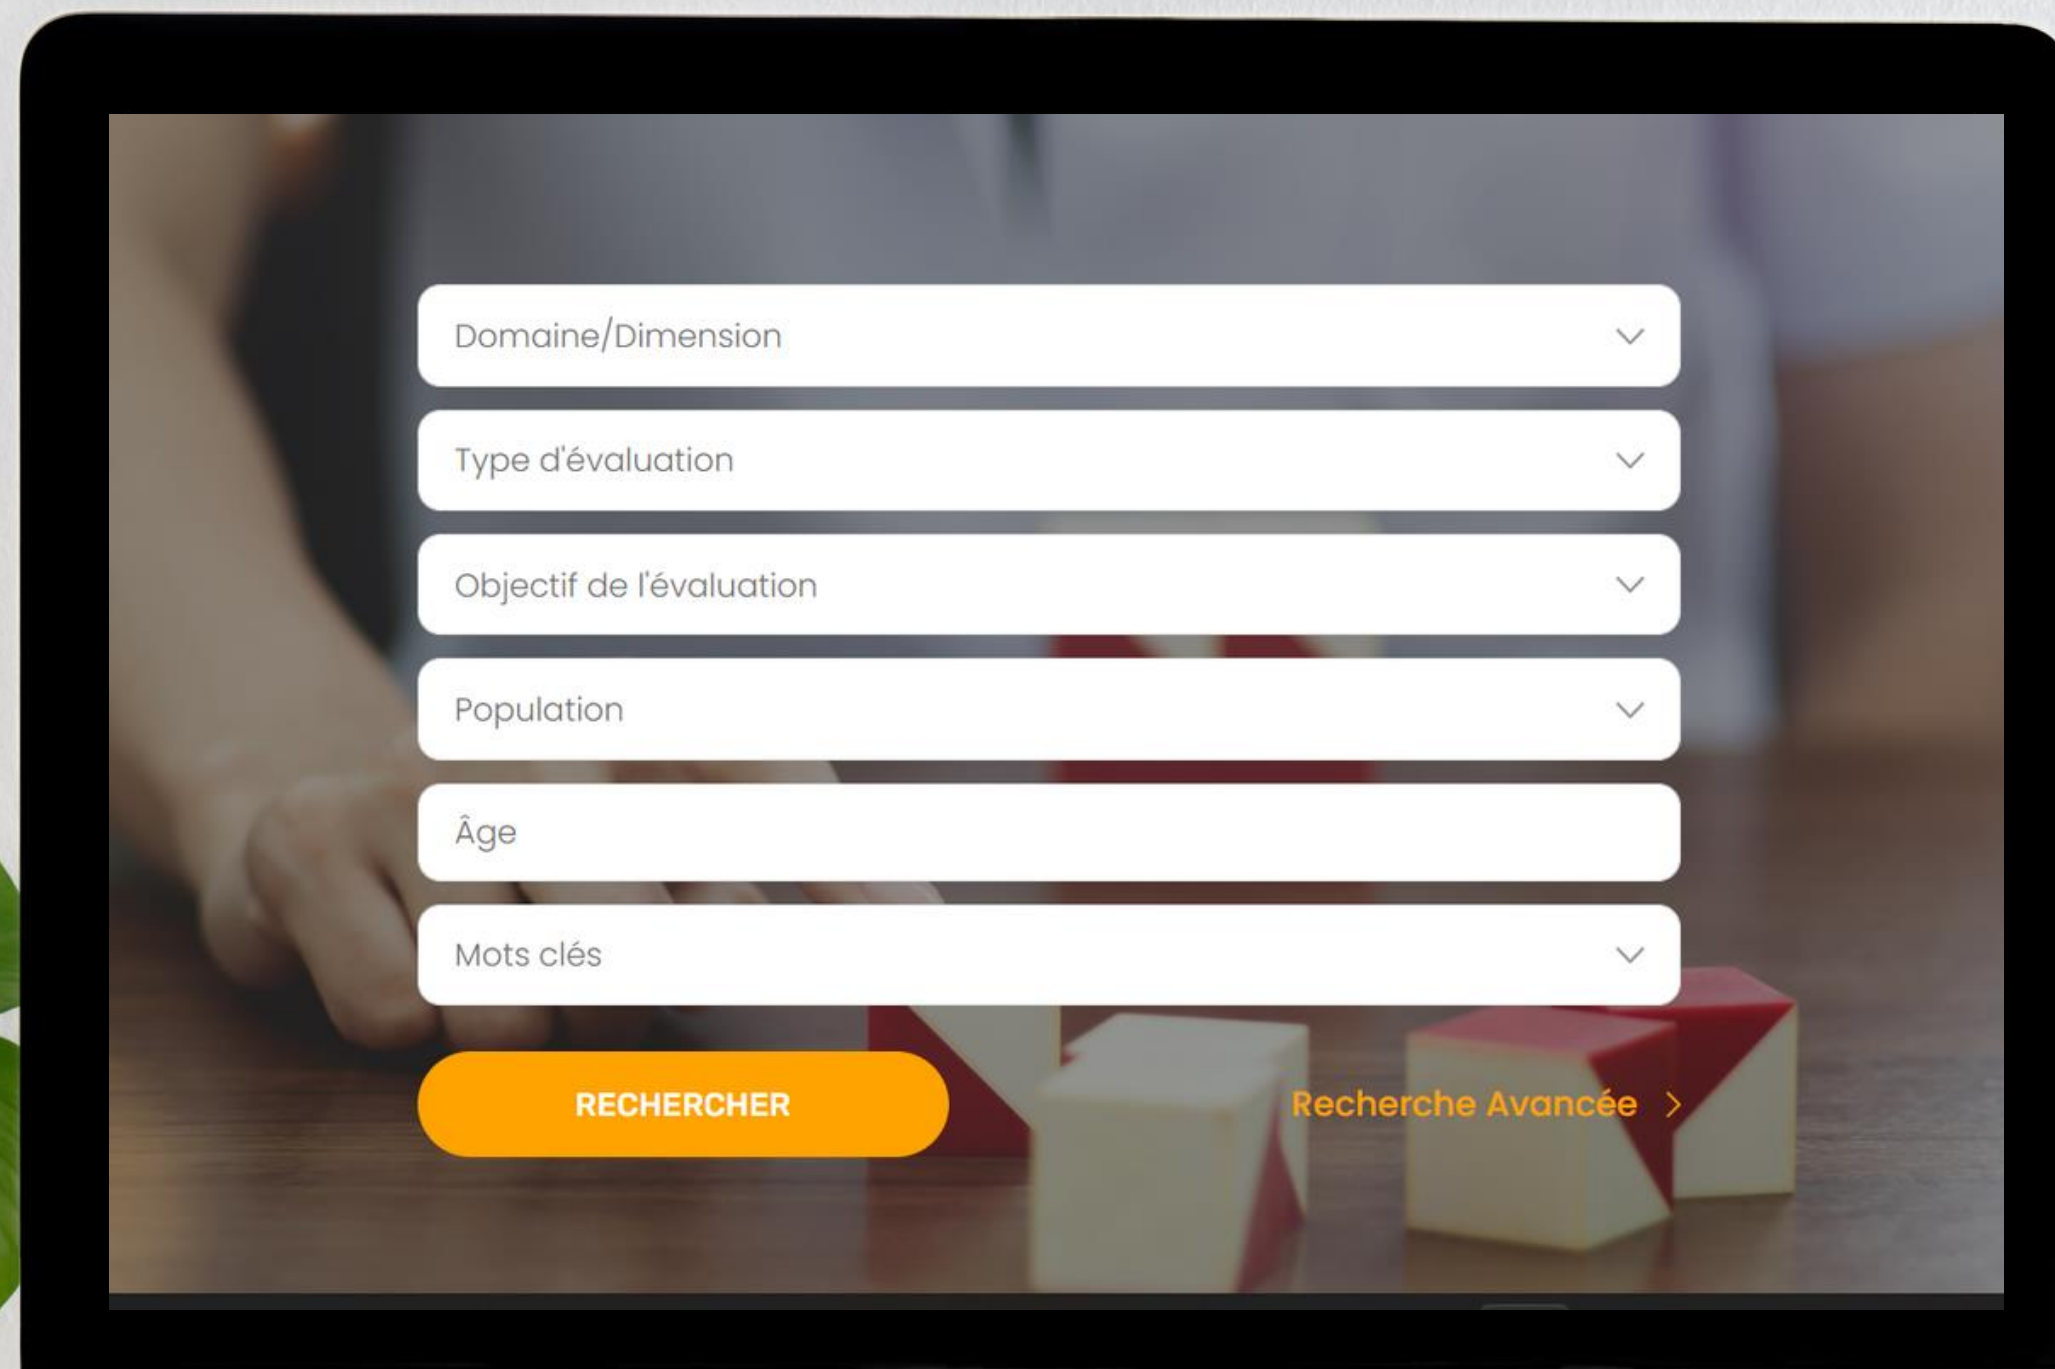 Domaine/Dimension
Type d'évaluation
Objectif de l'évaluation
Population
Âge
Mots clés
RECHERCHER
Recherche Avancée